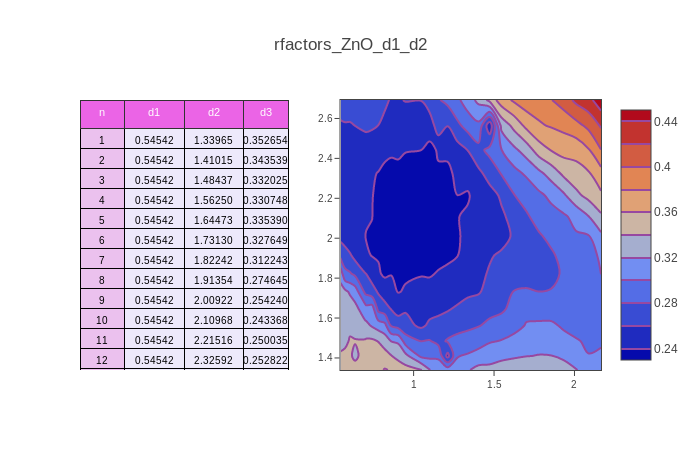 rfactors_ZnO_d1_d2
n d1 d2 d3
1 0.54542 1.33965 0.352654
2 0.54542 1.41015 0.343539
3 0.54542 1.48437 0.332025
4 0.54542 1.56250 0.330748
5 0.54542 1.64473 0.335390
6 0.54542 1.73130 0.327649
7 0.54542 1.82242 0.312243
8 0.54542 1.91354 0.274645
9 0.54542 2.00922 0.254240
10 0.54542 2.10968 0.243368
11 0.54542 2.21516 0.250035
12 0.54542 2.32592 0.252822
2.6
2.4
2.2
2
1.8
1.6
1.4
1 1.5 2
0.44
0.4
0.36
0.32
0.28
0.24